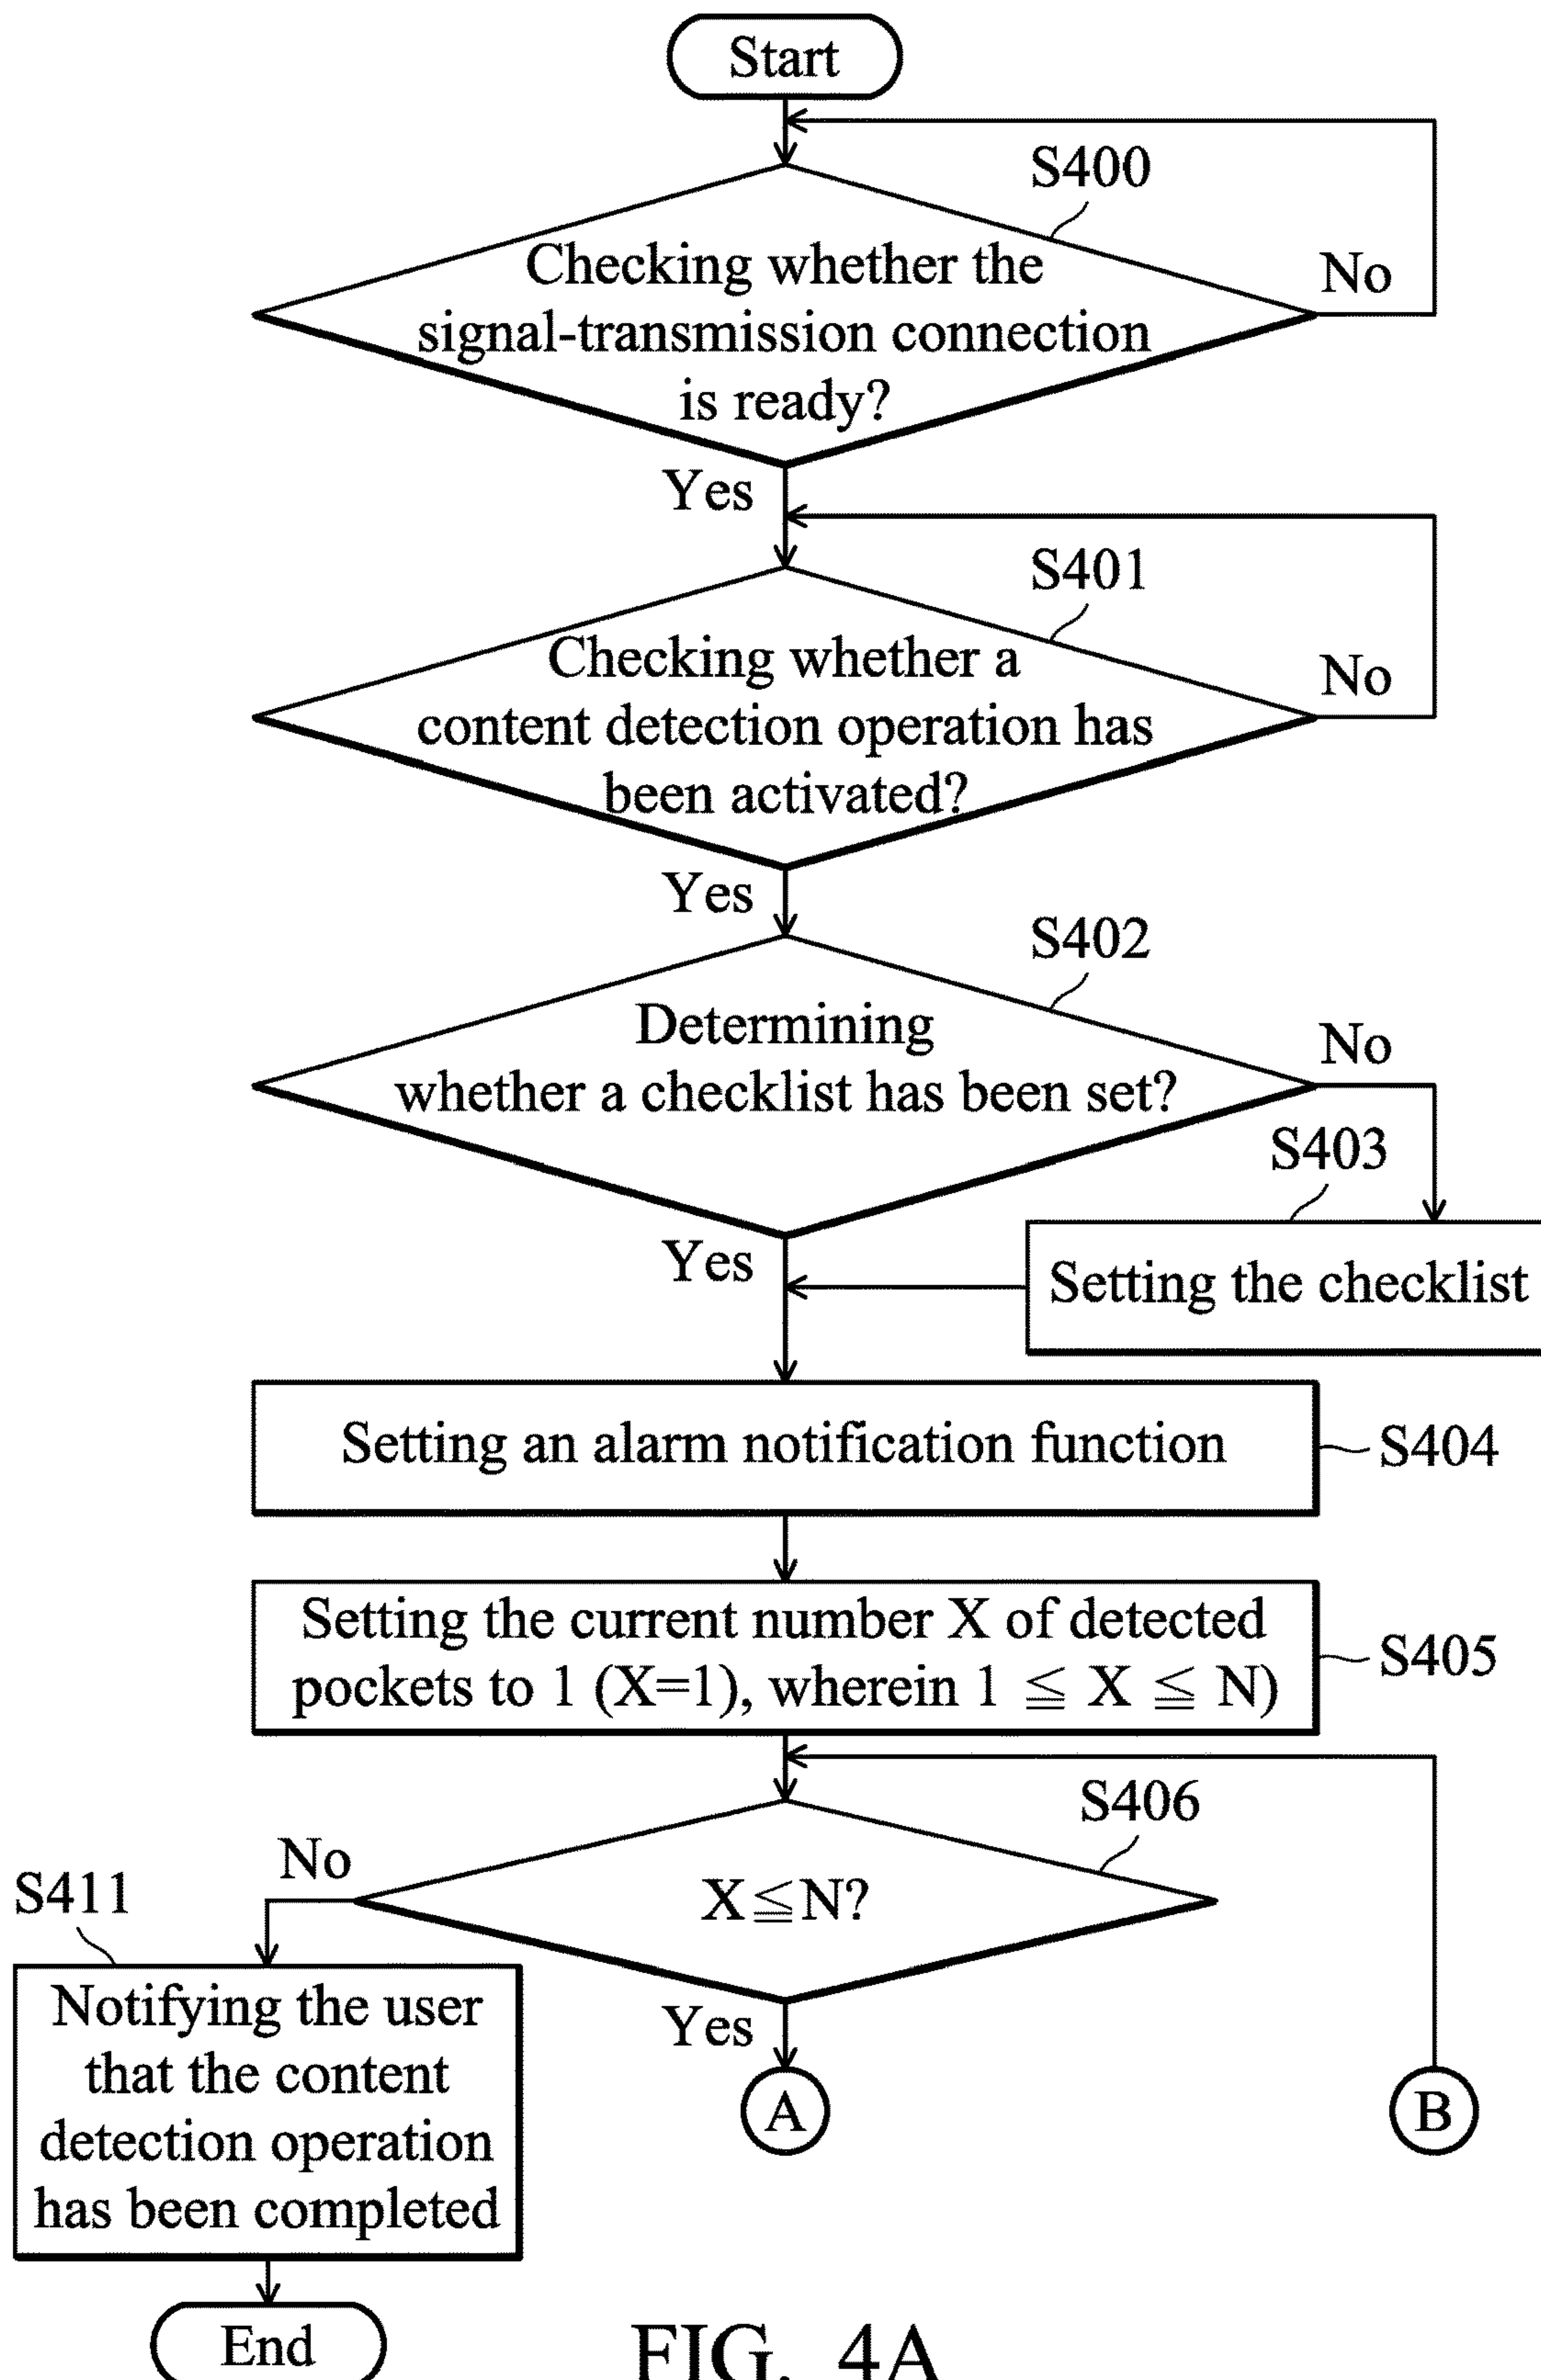 Start
S400
Checking whether the
signal-transmission connection
is ready?
No
Yes
S401
Checking whether a
content detection operation has
been activated?
No
Yes
S402
Determining
whether a checklist has been set?
No
S403
Setting the checklist
Yes
Setting an alarm notification function
S404
Setting the current number X of detected
pockets to 1 (X=1), wherein 1 ≦ X ≦ N)
S405
S406
X≦N?
No
S411
Notifying the user
that the content
detection operation
has been completed
Yes
A
B
End
FIG. 4A